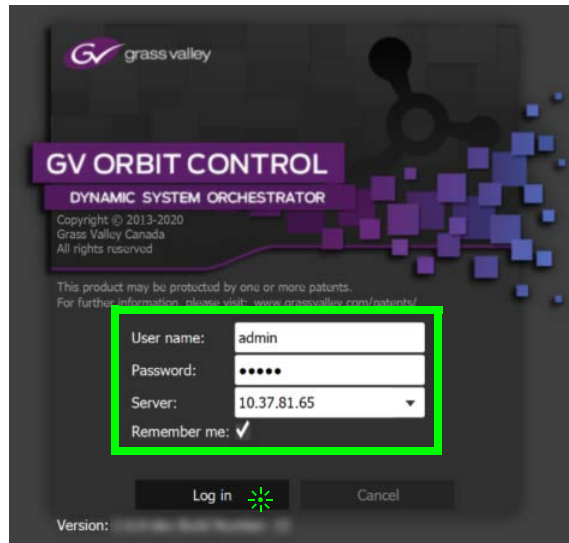 GV grass valley
GV ORBIT CONTROL
DYNAMIC SYSTEM ORCHESTRATOR
Copyright © 2013-2020
Grass Valley Canada
All rights reserved
This product may be protected by one or more patents.
For further information, please visit: www.grassvalley.com/patents/
User name: admin
Password: •••••
Server: 10.37.81.65
Remember me:
Log in Cancel
Version: